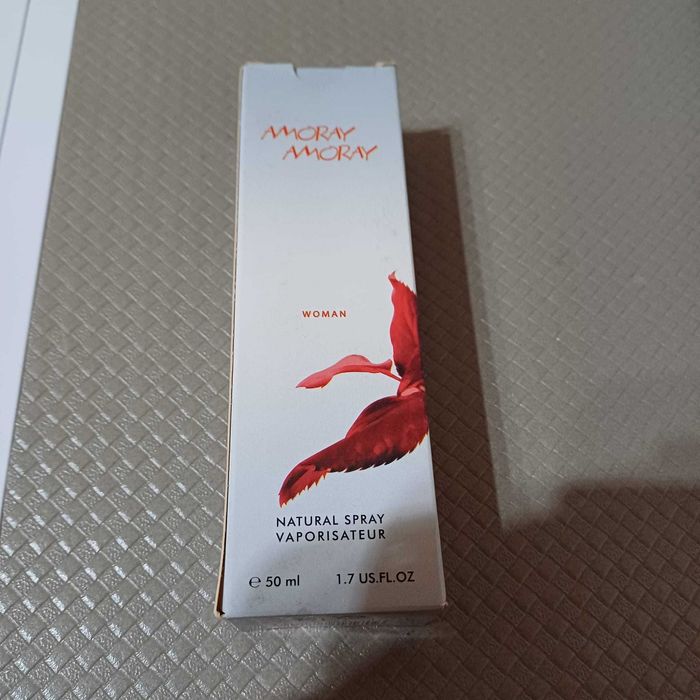 AMORAY
AMORAY
WOMAN
NATURAL SPRAY
VAPORISATEUR
℮ 50 ml 1.7 US.FL.OZ